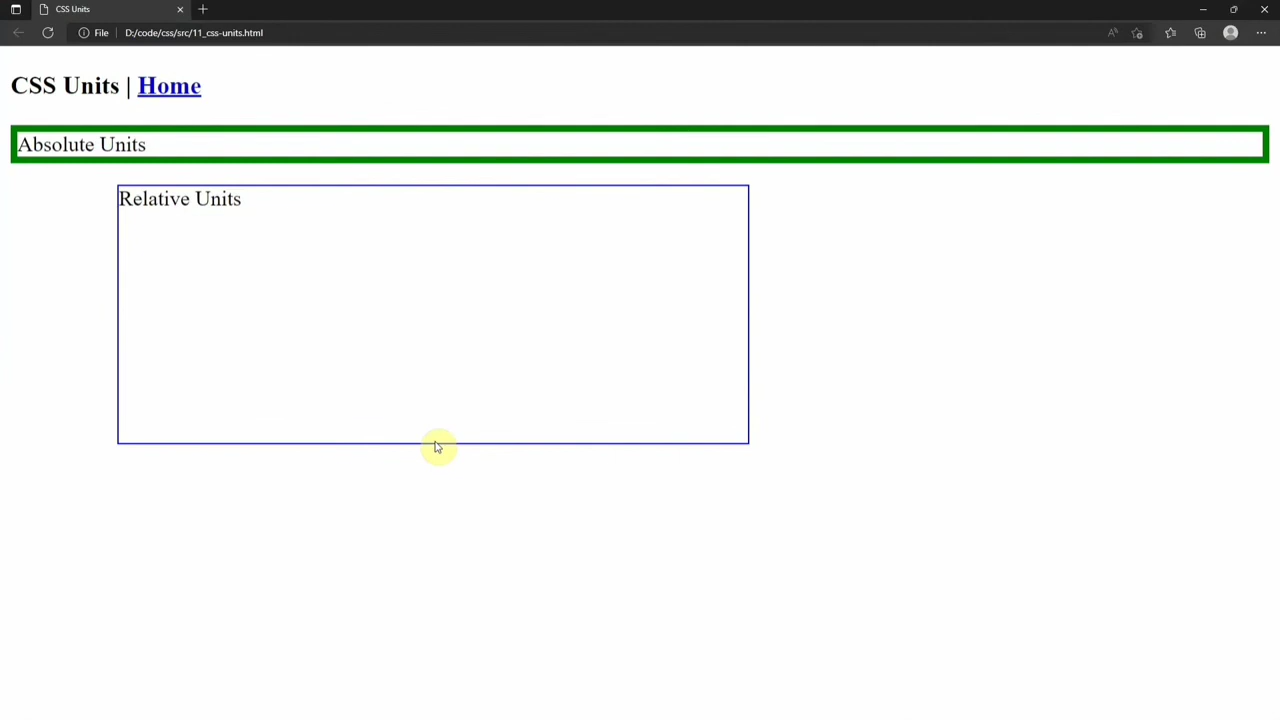 CSS Units
File D:/code/css/src/11_css-units.html
CSS Units | Home
Absolute Units
Relative Units